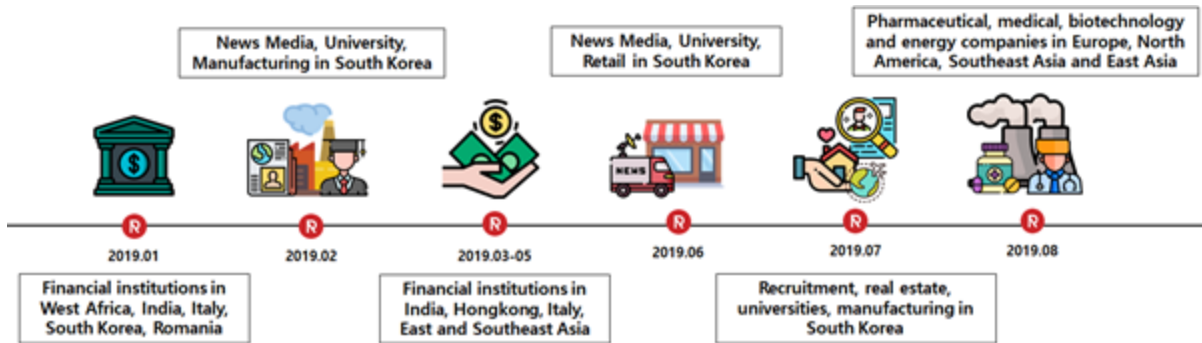 News Media, University,
Manufacturing in South Korea
News Media, University,
Retail in South Korea
Pharmaceutical, medical, biotechnology
and energy companies in Europe, North
America, Southeast Asia and East Asia
$
$
NEWS
R
R
R
R
R
R
2019.01
2019.02
2019.03-05
2019.06
2019.07
2019.08
Financial institutions in
West Africa, India, Italy,
South Korea, Romania
Financial institutions in
India, Hongkong, Italy,
East and Southeast Asia
Recruitment, real estate,
universities, manufacturing in
South Korea